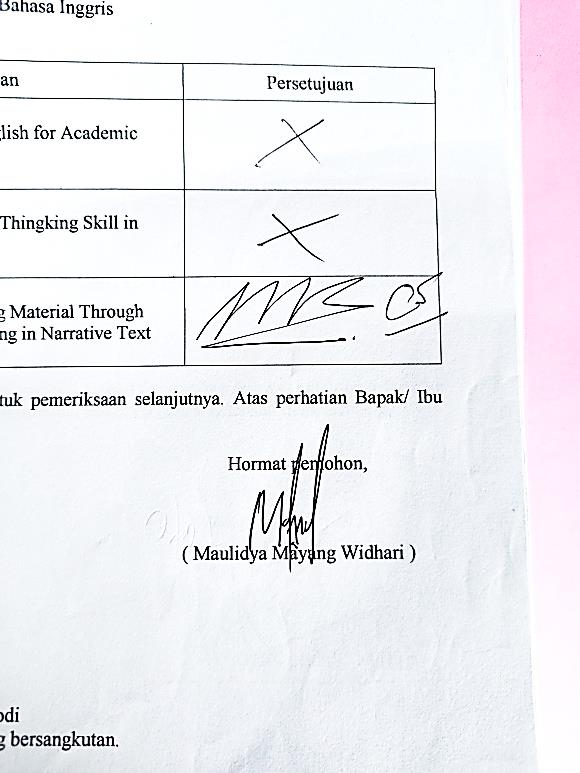 Bahasa Inggris
an Persetujuan
lish for Academic
Thingking Skill in
g Material Through
ng in Narrative Text
05
tuk pemeriksaan selanjutnya. Atas perhatian Bapak/ Ibu
Hormat pemohon,
( Maulidya Mayang Widhari )
odi
g bersangkutan.